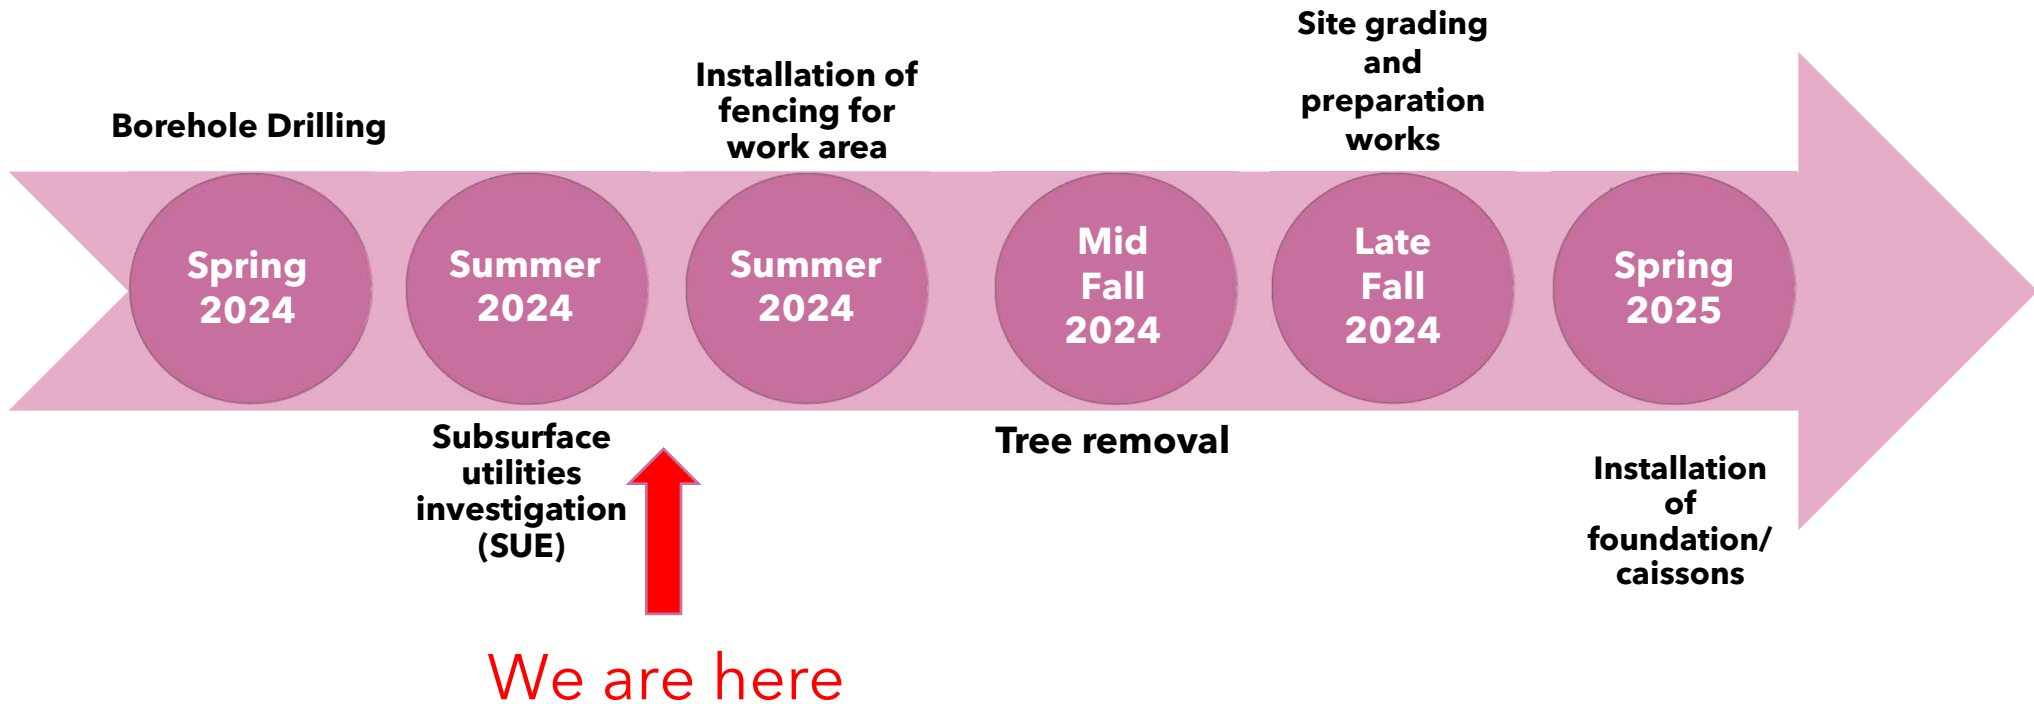 Borehole Drilling
Spring
2024
Summer
2024
Subsurface
utilities
investigation
(SUE)
Installation of
fencing for
work area
Summer
2024
Mid
Fall
2024
Tree removal
Site grading
and
preparation
works
Late
Fall
2024
Spring
2025
Installation
of
foundation/
caissons
We are here